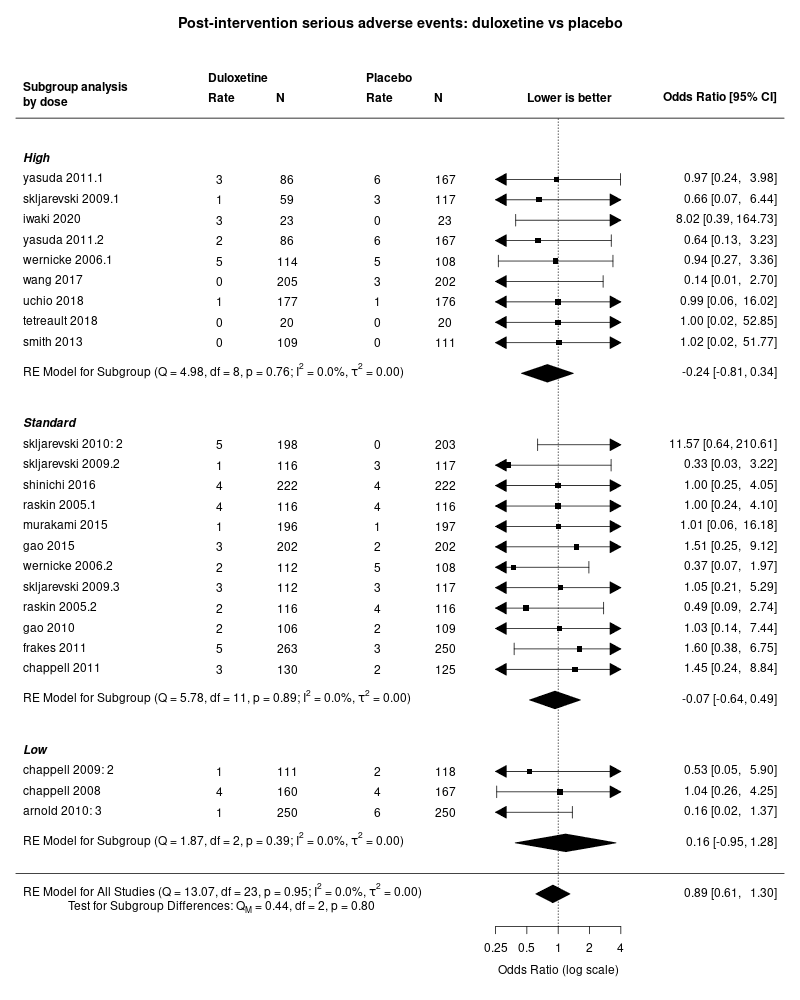 Post-intervention serious adverse events: duloxetine vs placebo
Duloxetine Placebo
Subgroup analysis
by dose Rate N Rate N Lower is better Odds Ratio [95% CI]
High
yasuda 2011.1 3 86 6 167 0.97 [0.24, 3.98]
skljarevski 2009.1 1 59 3 117 0.66 [0.07, 6.44]
iwaki 2020 3 23 0 23 8.02 [0.39, 164.73]
yasuda 2011.2 2 86 6 167 0.64 [0.13, 3.23]
wernicke 2006.1 5 114 5 108 0.94 [0.27, 3.36]
wang 2017 0 205 3 202 0.14 [0.01, 2.70]
uchio 2018 1 177 1 176 0.99 [0.06, 16.02]
tetreault 2018 0 20 0 20 1.00 [0.02, 52.85]
smith 2013 0 109 0 111 1.02 [0.02, 51.77]
RE Model for Subgroup (Q = 4.98, df = 8, p = 0.76; I² = 0.0%, τ² = 0.00) -0.24 [-0.81, 0.34]
Standard
skljarevski 2010: 2 5 198 0 203 11.57 [0.64, 210.61]
skljarevski 2009.2 1 116 3 117 0.33 [0.03, 3.22]
shinichi 2016 4 222 4 222 1.00 [0.25, 4.05]
raskin 2005.1 4 116 4 116 1.00 [0.24, 4.10]
murakami 2015 1 196 1 197 1.01 [0.06, 16.18]
gao 2015 3 202 2 202 1.51 [0.25, 9.12]
wernicke 2006.2 2 112 5 108 0.37 [0.07, 1.97]
skljarevski 2009.3 3 112 3 117 1.05 [0.21, 5.29]
raskin 2005.2 2 116 4 116 0.49 [0.09, 2.74]
gao 2010 2 106 2 109 1.03 [0.14, 7.44]
frakes 2011 5 263 3 250 1.60 [0.38, 6.75]
chappell 2011 3 130 2 125 1.45 [0.24, 8.84]
RE Model for Subgroup (Q = 5.78, df = 11, p = 0.89; I² = 0.0%, τ² = 0.00) -0.07 [-0.64, 0.49]
Low
chappell 2009: 2 1 111 2 118 0.53 [0.05, 5.90]
chappell 2008 4 160 4 167 1.04 [0.26, 4.25]
arnold 2010: 3 1 250 6 250 0.16 [0.02, 1.37]
RE Model for Subgroup (Q = 1.87, df = 2, p = 0.39; I² = 0.0%, τ² = 0.00) 0.16 [-0.95, 1.28]
RE Model for All Studies (Q = 13.07, df = 23, p = 0.95; I² = 0.0%, τ² = 0.00) 0.89 [0.61, 1.30]
Test for Subgroup Differences: Q_M = 0.44, df = 2, p = 0.80
0.25 0.5 1 2 4
Odds Ratio (log scale)